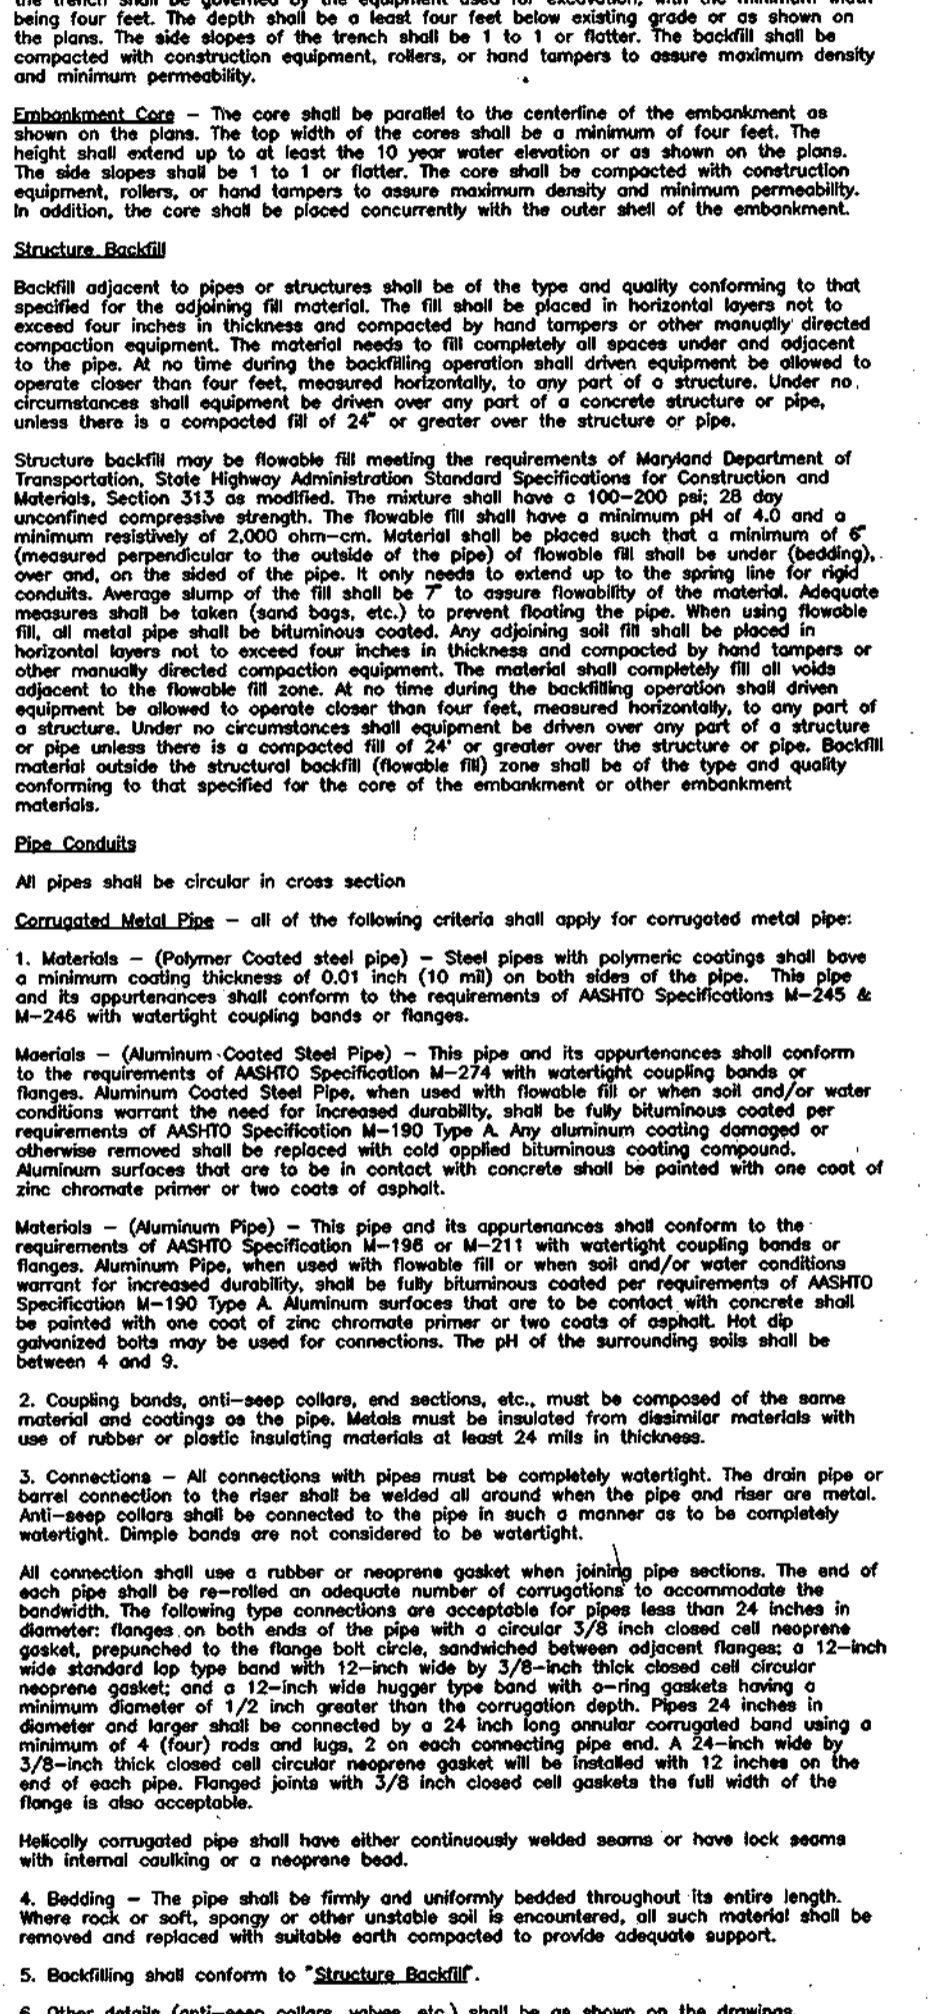 the trench shall be governed by the equipment used for excavation, with the minimum width
being four feet. The depth shall be a least four feet below existing grade or as shown on
the plans. The side slopes of the trench shall be 1 to 1 or flatter. The backfill shall be
compacted with construction equipment, rollers, or hand tampers to assure maximum density
and minimum permeability.
Embankment Core – The core shall be parallel to the centerline of the embankment as
shown on the plans. The top width of the cores shall be a minimum of four feet. The
height shall extend up to at least the 10 year water elevation or as shown on the plans.
The side slopes shall be 1 to 1 or flatter. The core shall be compacted with construction
equipment, rollers, or hand tampers to assure maximum density and minimum permeability.
In addition, the core shall be placed concurrently with the outer shell of the embankment.
Structure Backfill
Backfill adjacent to pipes or structures shall be of the type and quality conforming to that
specified for the adjoining fill material. The fill shall be placed in horizontal layers not to
exceed four inches in thickness and compacted by hand tampers or other manually directed
compaction equipment. The material needs to fill completely all spaces under and adjacent
to the pipe. At no time during the backfilling operation shall driven equipment be allowed to
operate closer than four feet, measured horizontally, to any part of a structure. Under no
circumstances shall equipment be driven over any part of a concrete structure or pipe,
unless there is a compacted fill of 24" or greater over the structure or pipe.
Structure backfill may be flowable fill meeting the requirements of Maryland Department of
Transportation, State Highway Administration Standard Specifications for Construction and
Materials, Section 313 as modified. The mixture shall have a 100–200 psi; 28 day
unconfined compressive strength. The flowable fill shall have a minimum pH of 4.0 and a
minimum resistively of 2,000 ohm–cm. Material shall be placed such that a minimum of 6"
(measured perpendicular to the outside of the pipe) of flowable fill shall be under (bedding),
over and, on the sided of the pipe. It only needs to extend up to the spring line for rigid
conduits. Average slump of the fill shall be 7" to assure flowability of the material. Adequate
measures shall be taken (sand bags, etc.) to prevent floating the pipe. When using flowable
fill, all metal pipe shall be bituminous coated. Any adjoining soil fill shall be placed in
horizontal layers not to exceed four inches in thickness and compacted by hand tampers or
other manually directed compaction equipment. The material shall completely fill all voids
adjacent to the flowable fill zone. At no time during the backfilling operation shall driven
equipment be allowed to operate closer than four feet, measured horizontally, to any part of
a structure. Under no circumstances shall equipment be driven over any part of a structure
or pipe unless there is a compacted fill of 24' or greater over the structure or pipe. Backfill
material outside the structural backfill (flowable fill) zone shall be of the type and quality
conforming to that specified for the core of the embankment or other embankment
materials.
Pipe Conduits
All pipes shall be circular in cross section
Corrugated Metal Pipe – all of the following criteria shall apply for corrugated metal pipe:
1. Materials – (Polymer Coated steel pipe) – Steel pipes with polymeric coatings shall bave
a minimum coating thickness of 0.01 inch (10 mil) on both sides of the pipe. This pipe
and its appurtenances shall conform to the requirements of AASHTO Specifications M–245 &
M–246 with watertight coupling bands or flanges.
Maerials – (Aluminum Coated Steel Pipe) – This pipe and its appurtenances shall conform
to the requirements of AASHTO Specification M–274 with watertight coupling bands or
flanges. Aluminum Coated Steel Pipe, when used with flowable fill or when soil and/or water
conditions warrant the need for increased durability, shall be fully bituminous coated per
requirements of AASHTO Specification M–190 Type A. Any aluminum coating damaged or
otherwise removed shall be replaced with cold applied bituminous coating compound.
Aluminum surfaces that are to be in contact with concrete shall be painted with one coat of
zinc chromate primer or two coats of asphalt.
Materials – (Aluminum Pipe) – This pipe and its appurtenances shall conform to the
requirements of AASHTO Specification M–196 or M–211 with watertight coupling bands or
flanges. Aluminum Pipe, when used with flowable fill or when soil and/or water conditions
warrant for increased durability, shall be fully bituminous coated per requirements of AASHTO
Specification M–190 Type A. Aluminum surfaces that are to be contact with concrete shall
be painted with one coat of zinc chromate primer or two coats of asphalt. Hot dip
galvanized bolts may be used for connections. The pH of the surrounding soils shall be
between 4 and 9.
2. Coupling bands, anti–seep collars, end sections, etc., must be composed of the same
material and coatings as the pipe. Metals must be insulated from dissimilar materials with
use of rubber or plastic insulating materials at least 24 mils in thickness.
3. Connections – All connections with pipes must be completely watertight. The drain pipe or
barrel connection to the riser shall be welded all around when the pipe and riser are metal.
Anti–seep collars shall be connected to the pipe in such a manner as to be completely
watertight. Dimple bands are not considered to be watertight.
All connection shall use a rubber or neoprene gasket when joining pipe sections. The end of
each pipe shall be re–rolled an adequate number of corrugations to accommodate the
bandwidth. The following type connections are acceptable for pipes less than 24 inches in
diameter: flanges on both ends of the pipe with a circular 3/8 inch closed cell neoprene
gasket, prepunched to the flange bolt circle, sandwiched between adjacent flanges; a 12–inch
wide standard lap type band with 12–inch wide by 3/8–inch thick closed cell circular
neoprene gasket; and a 12–inch wide hugger type band with o–ring gaskets having a
minimum diameter of 1/2 inch greater than the corrugation depth. Pipes 24 inches in
diameter and larger shall be connected by a 24 inch long annular corrugated band using a
minimum of 4 (four) rods and lugs, 2 on each connecting pipe end. A 24–inch wide by
3/8–inch thick closed cell circular neoprene gasket will be installed with 12 inches on the
end of each pipe. Flanged joints with 3/8 inch closed cell gaskets the full width of the
flange is also acceptable.
Helically corrugated pipe shall have either continuously welded seams or have lock seams
with internal caulking or a neoprene bead.
4. Bedding – The pipe shall be firmly and uniformly bedded throughout its entire length.
Where rock or soft, spongy or other unstable soil is encountered, all such material shall be
removed and replaced with suitable earth compacted to provide adequate support.
5. Backfilling shall conform to "Structure Backfill".
6. Other details (anti–seep collars, valves, etc.) shall be as shown on the drawings.